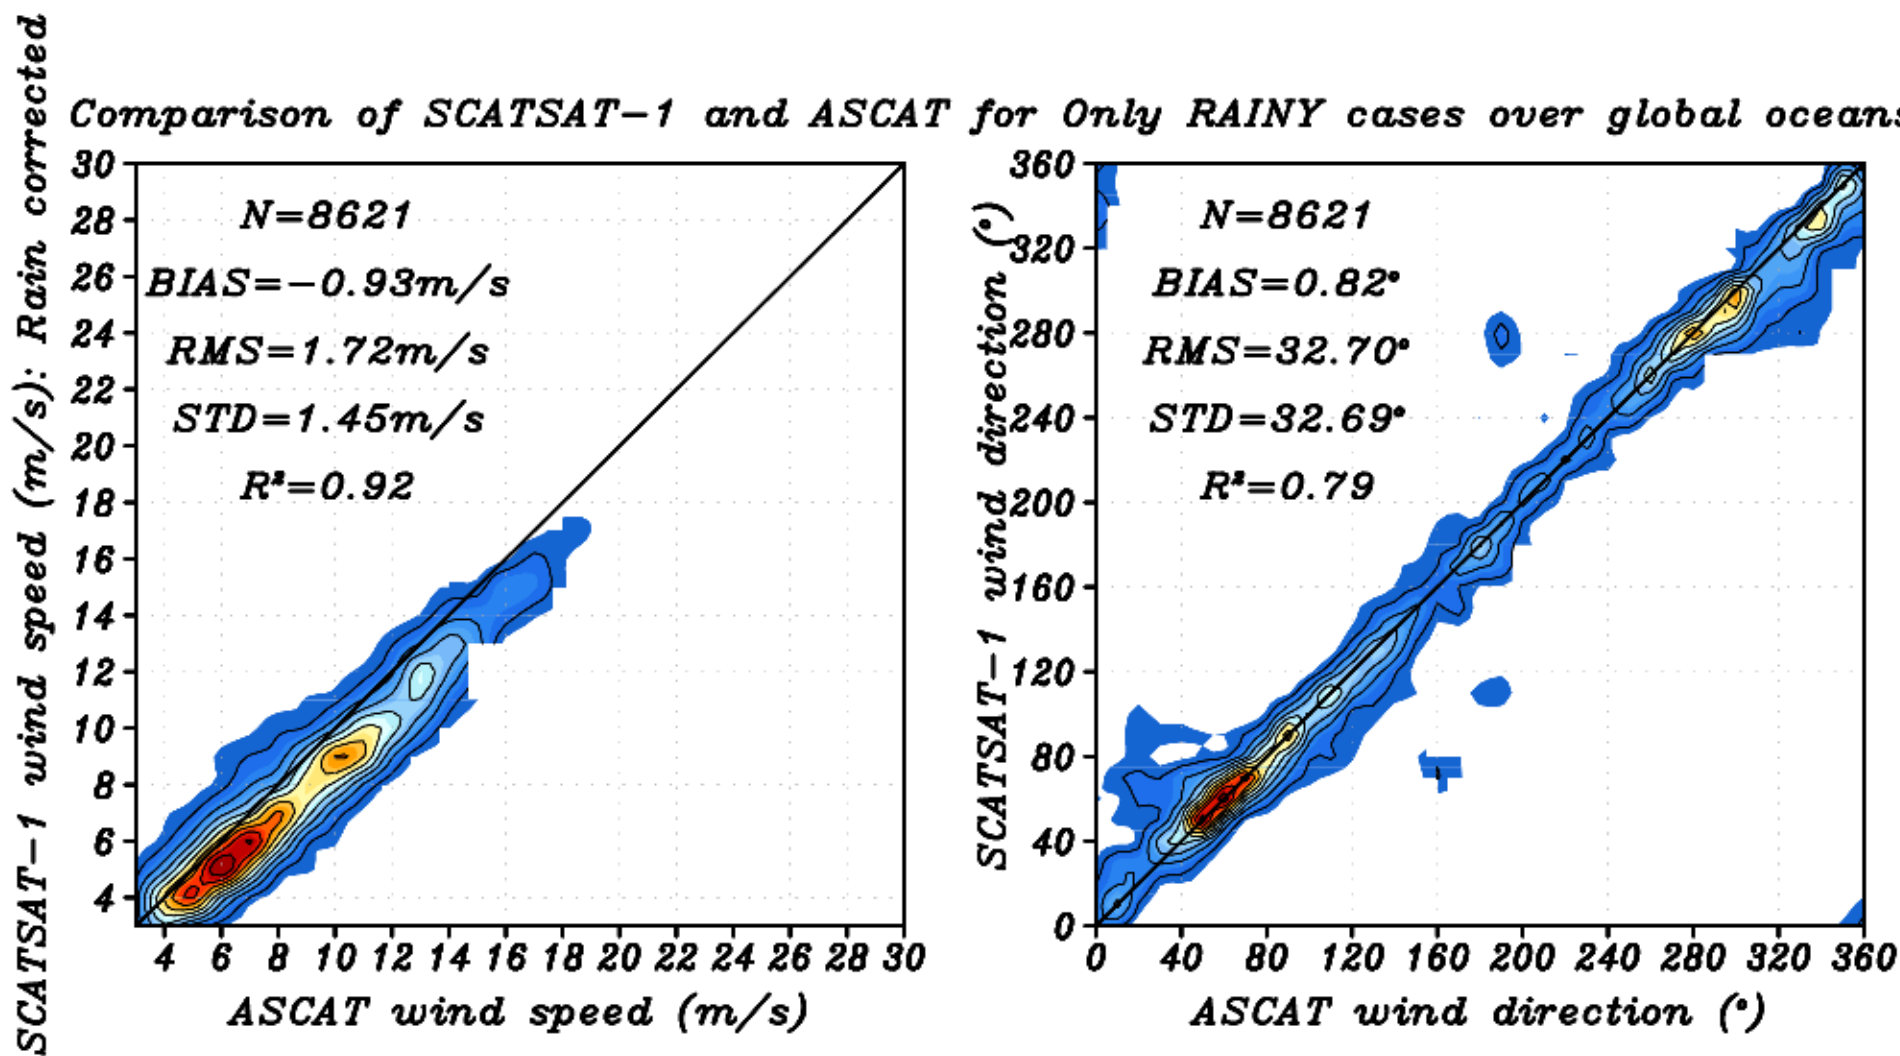 Comparison of SCATSAT-1 and ASCAT for Only RAINY cases over global oceans
SCATSAT-1 wind speed (m/s): Rain corrected
30
28
26
24
22
20
18
16
14
12
10
8
6
4
N=8621
BIAS=-0.93m/s
RMS=1.72m/s
STD=1.45m/s
R²=0.92
4 6 8 10 12 14 16 18 20 22 24 26 28 30
ASCAT wind speed (m/s)
SCATSAT-1 wind direction (°)
360
320
280
240
200
160
120
80
40
0
N=8621
BIAS=0.82°
RMS=32.70°
STD=32.69°
R²=0.79
0 40 80 120 160 200 240 280 320 360
ASCAT wind direction (°)